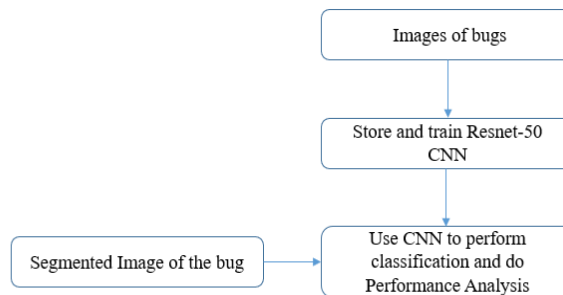 Images of bugs
Store and train Resnet-50
CNN
Segmented Image of the bug
Use CNN to perform
classification and do
Performance Analysis